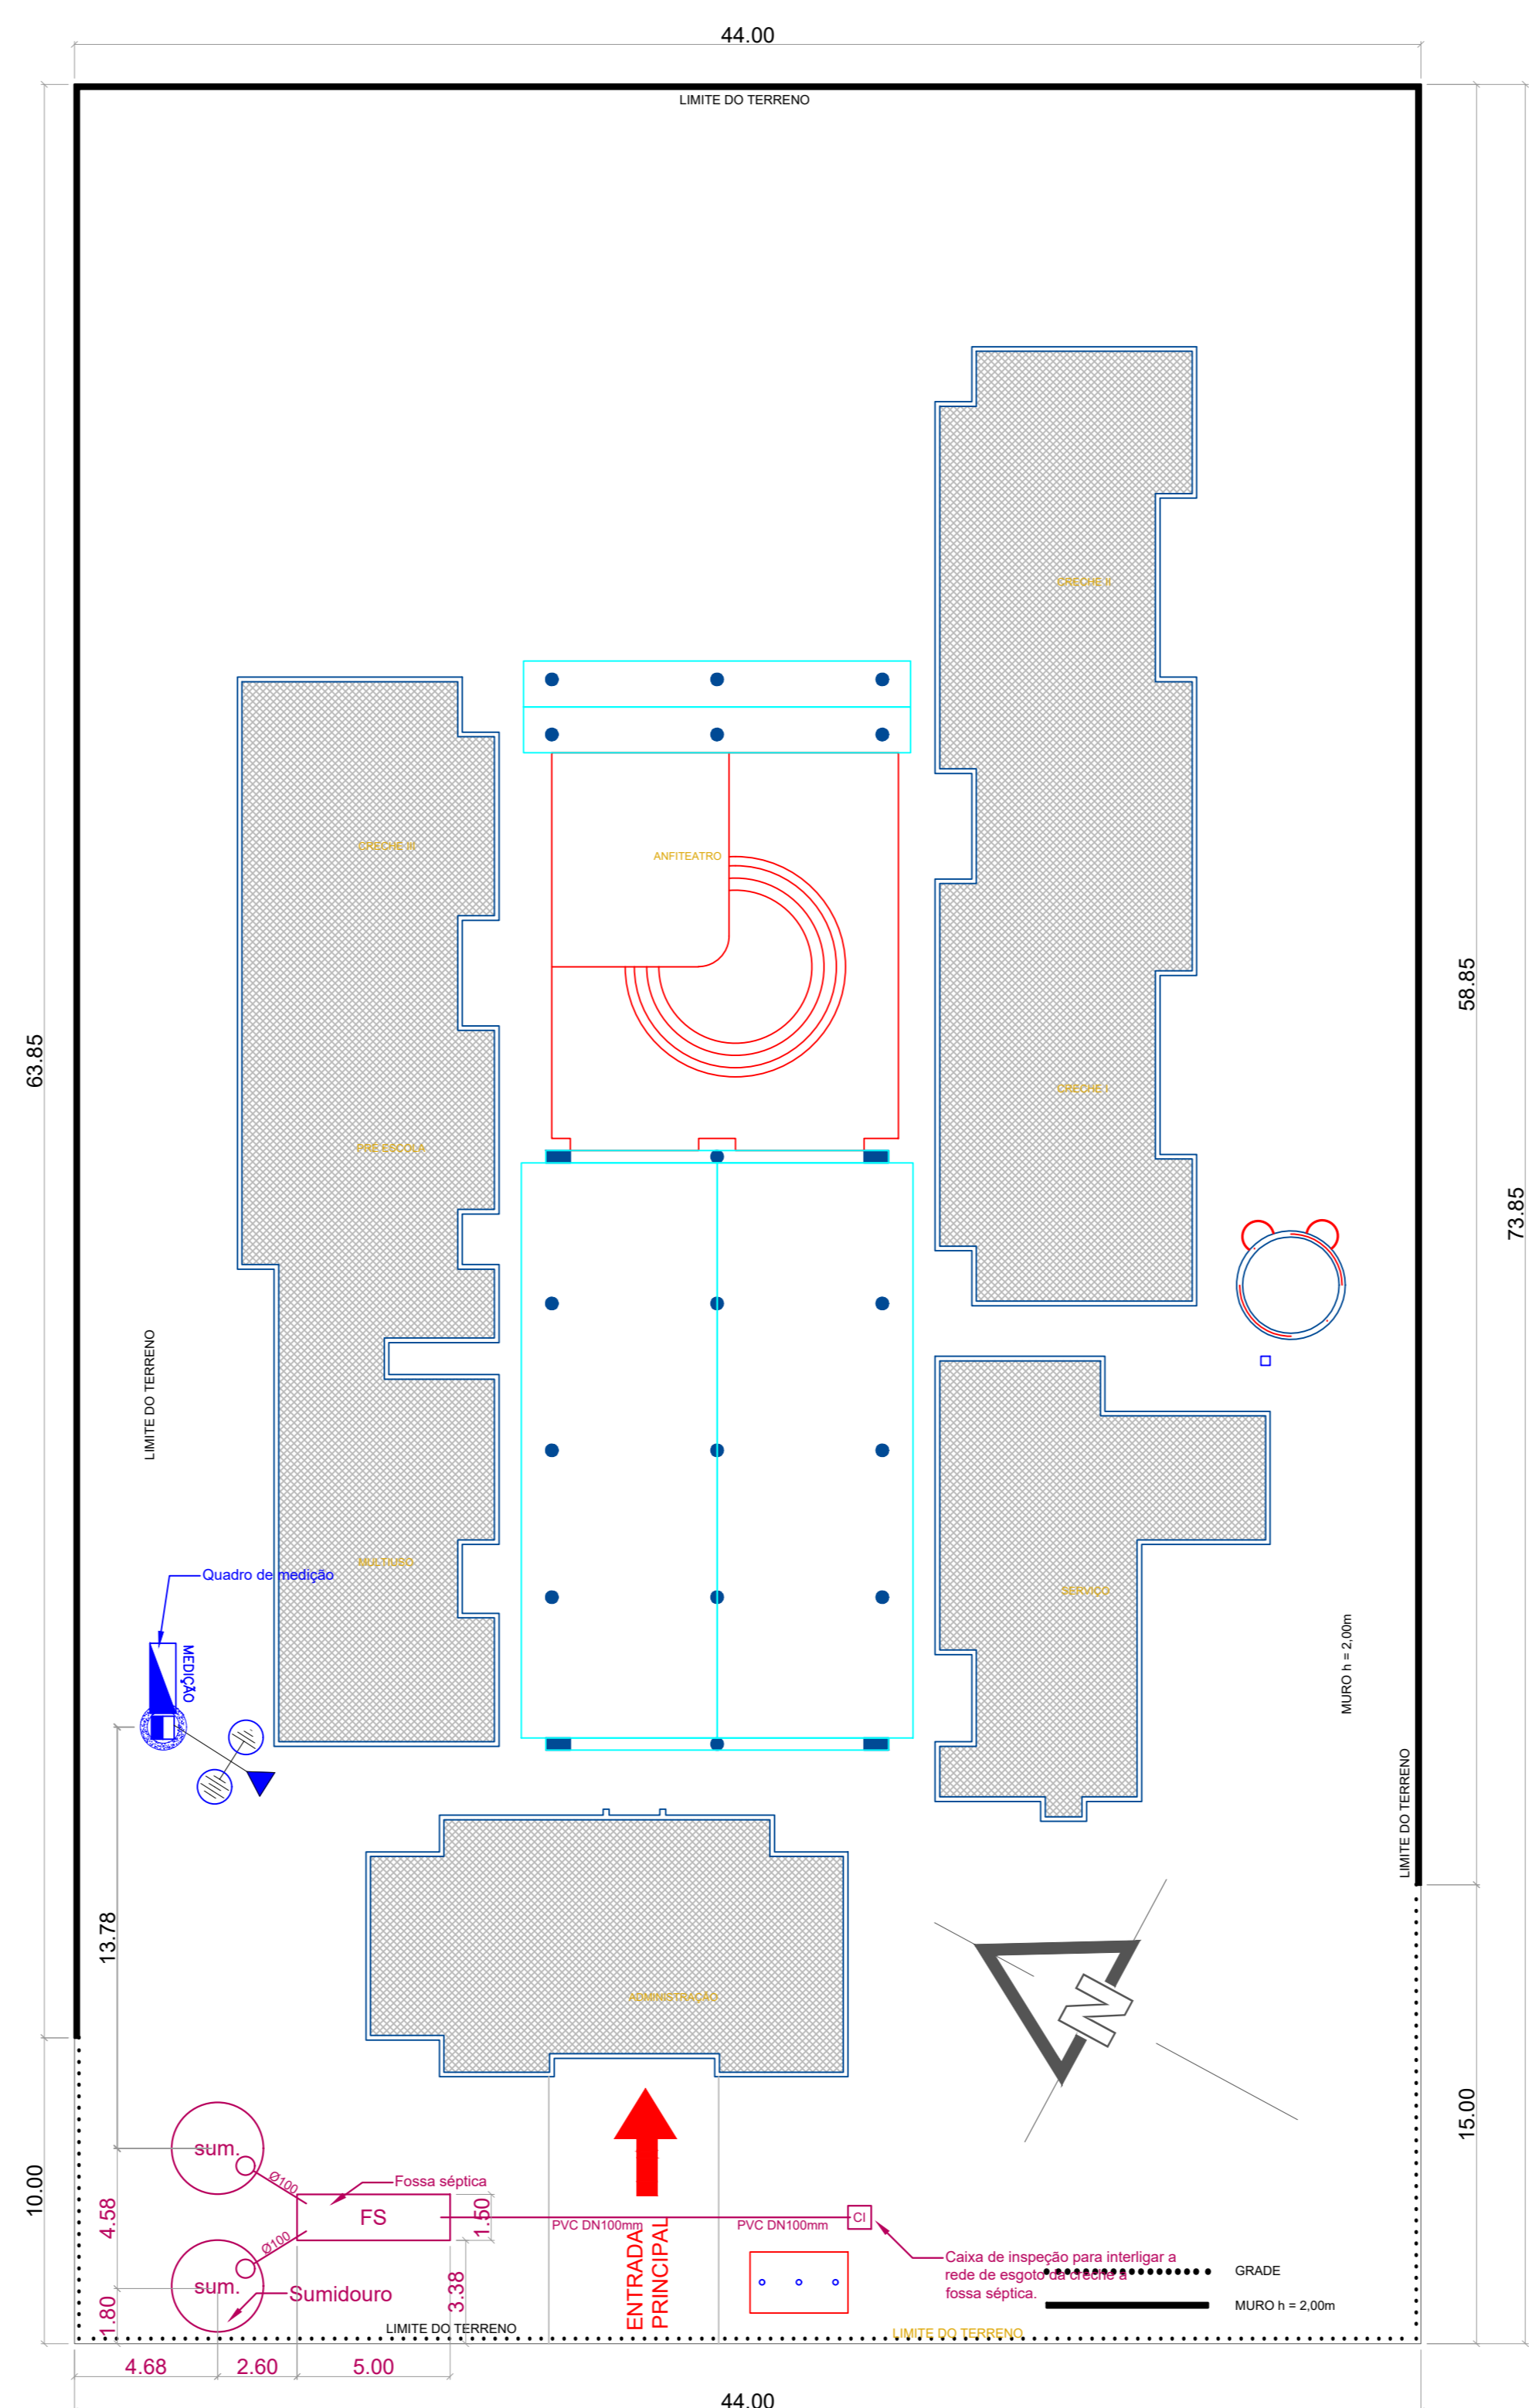 44.00
LIMITE DO TERRENO
CRECHE II
CRECHE III
ANFITEATRO
58.85
63.85
CRECHE I
PRÉ ESCOLA
73.85
LIMITE DO TERRENO
MULTIUSO
Quadro de medição
SERVIÇO
MEDIÇÃO
MURO h = 2,00m
LIMITE DO TERRENO
13.78
ADMINISTRAÇÃO
N
15.00
10.00
sum.
Ø100
Fossa séptica
FS
1.50
4.58
PVC DN100mm
PVC DN100mm
CI
Ø100
sum.
Sumidouro
1.80
3.38
ENTRADA
PRINCIPAL
Caixa de inspeção para interligar a
rede de esgoto da creche a
fossa séptica.
GRADE
MURO h = 2,00m
LIMITE DO TERRENO
LIMITE DO TERRENO
4.68
2.60
5.00
44.00